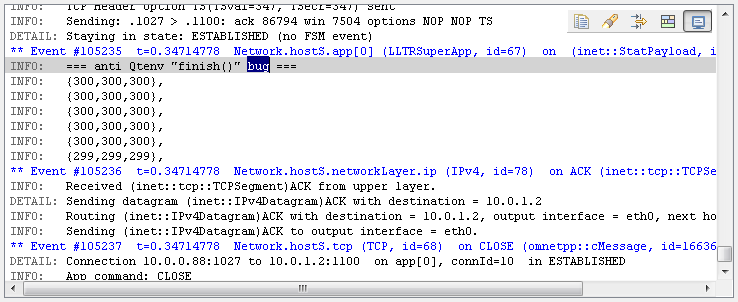 INFO: TCP Header option TS(TSval=347, TSecr=347) sent
INFO: Sending: .1027 > .1100: ack 86794 win 7504 options NOP NOP TS
DETAIL: Staying in state: ESTABLISHED (no FSM event)
** Event #105235 t=0.34714778 Network.hostS.app[0] (LLTRSuperApp, id=67) on (inet::StatPayload, i
INFO: === anti Qtenv "finish()" bug ===
INFO: {300,300,300},
INFO: {300,300,300},
INFO: {300,300,300},
INFO: {300,300,300},
INFO: {300,300,300},
INFO: {299,299,299},
** Event #105236 t=0.34714778 Network.hostS.networkLayer.ip (IPv4, id=78) on ACK (inet::tcp::TCPSe
INFO: Received (inet::tcp::TCPSegment)ACK from upper layer.
DETAIL: Sending datagram (inet::IPv4Datagram)ACK with destination = 10.0.1.2
INFO: Routing (inet::IPv4Datagram)ACK with destination = 10.0.1.2, output interface = eth0, next ho
INFO: Sending (inet::IPv4Datagram)ACK to output interface = eth0.
** Event #105237 t=0.34714778 Network.hostS.tcp (TCP, id=68) on CLOSE (omnetpp::cMessage, id=16636
DETAIL: Connection 10.0.0.88:1027 to 10.0.1.2:1100 on app[0], connId=10 in ESTABLISHED
INFO: App command: CLOSE